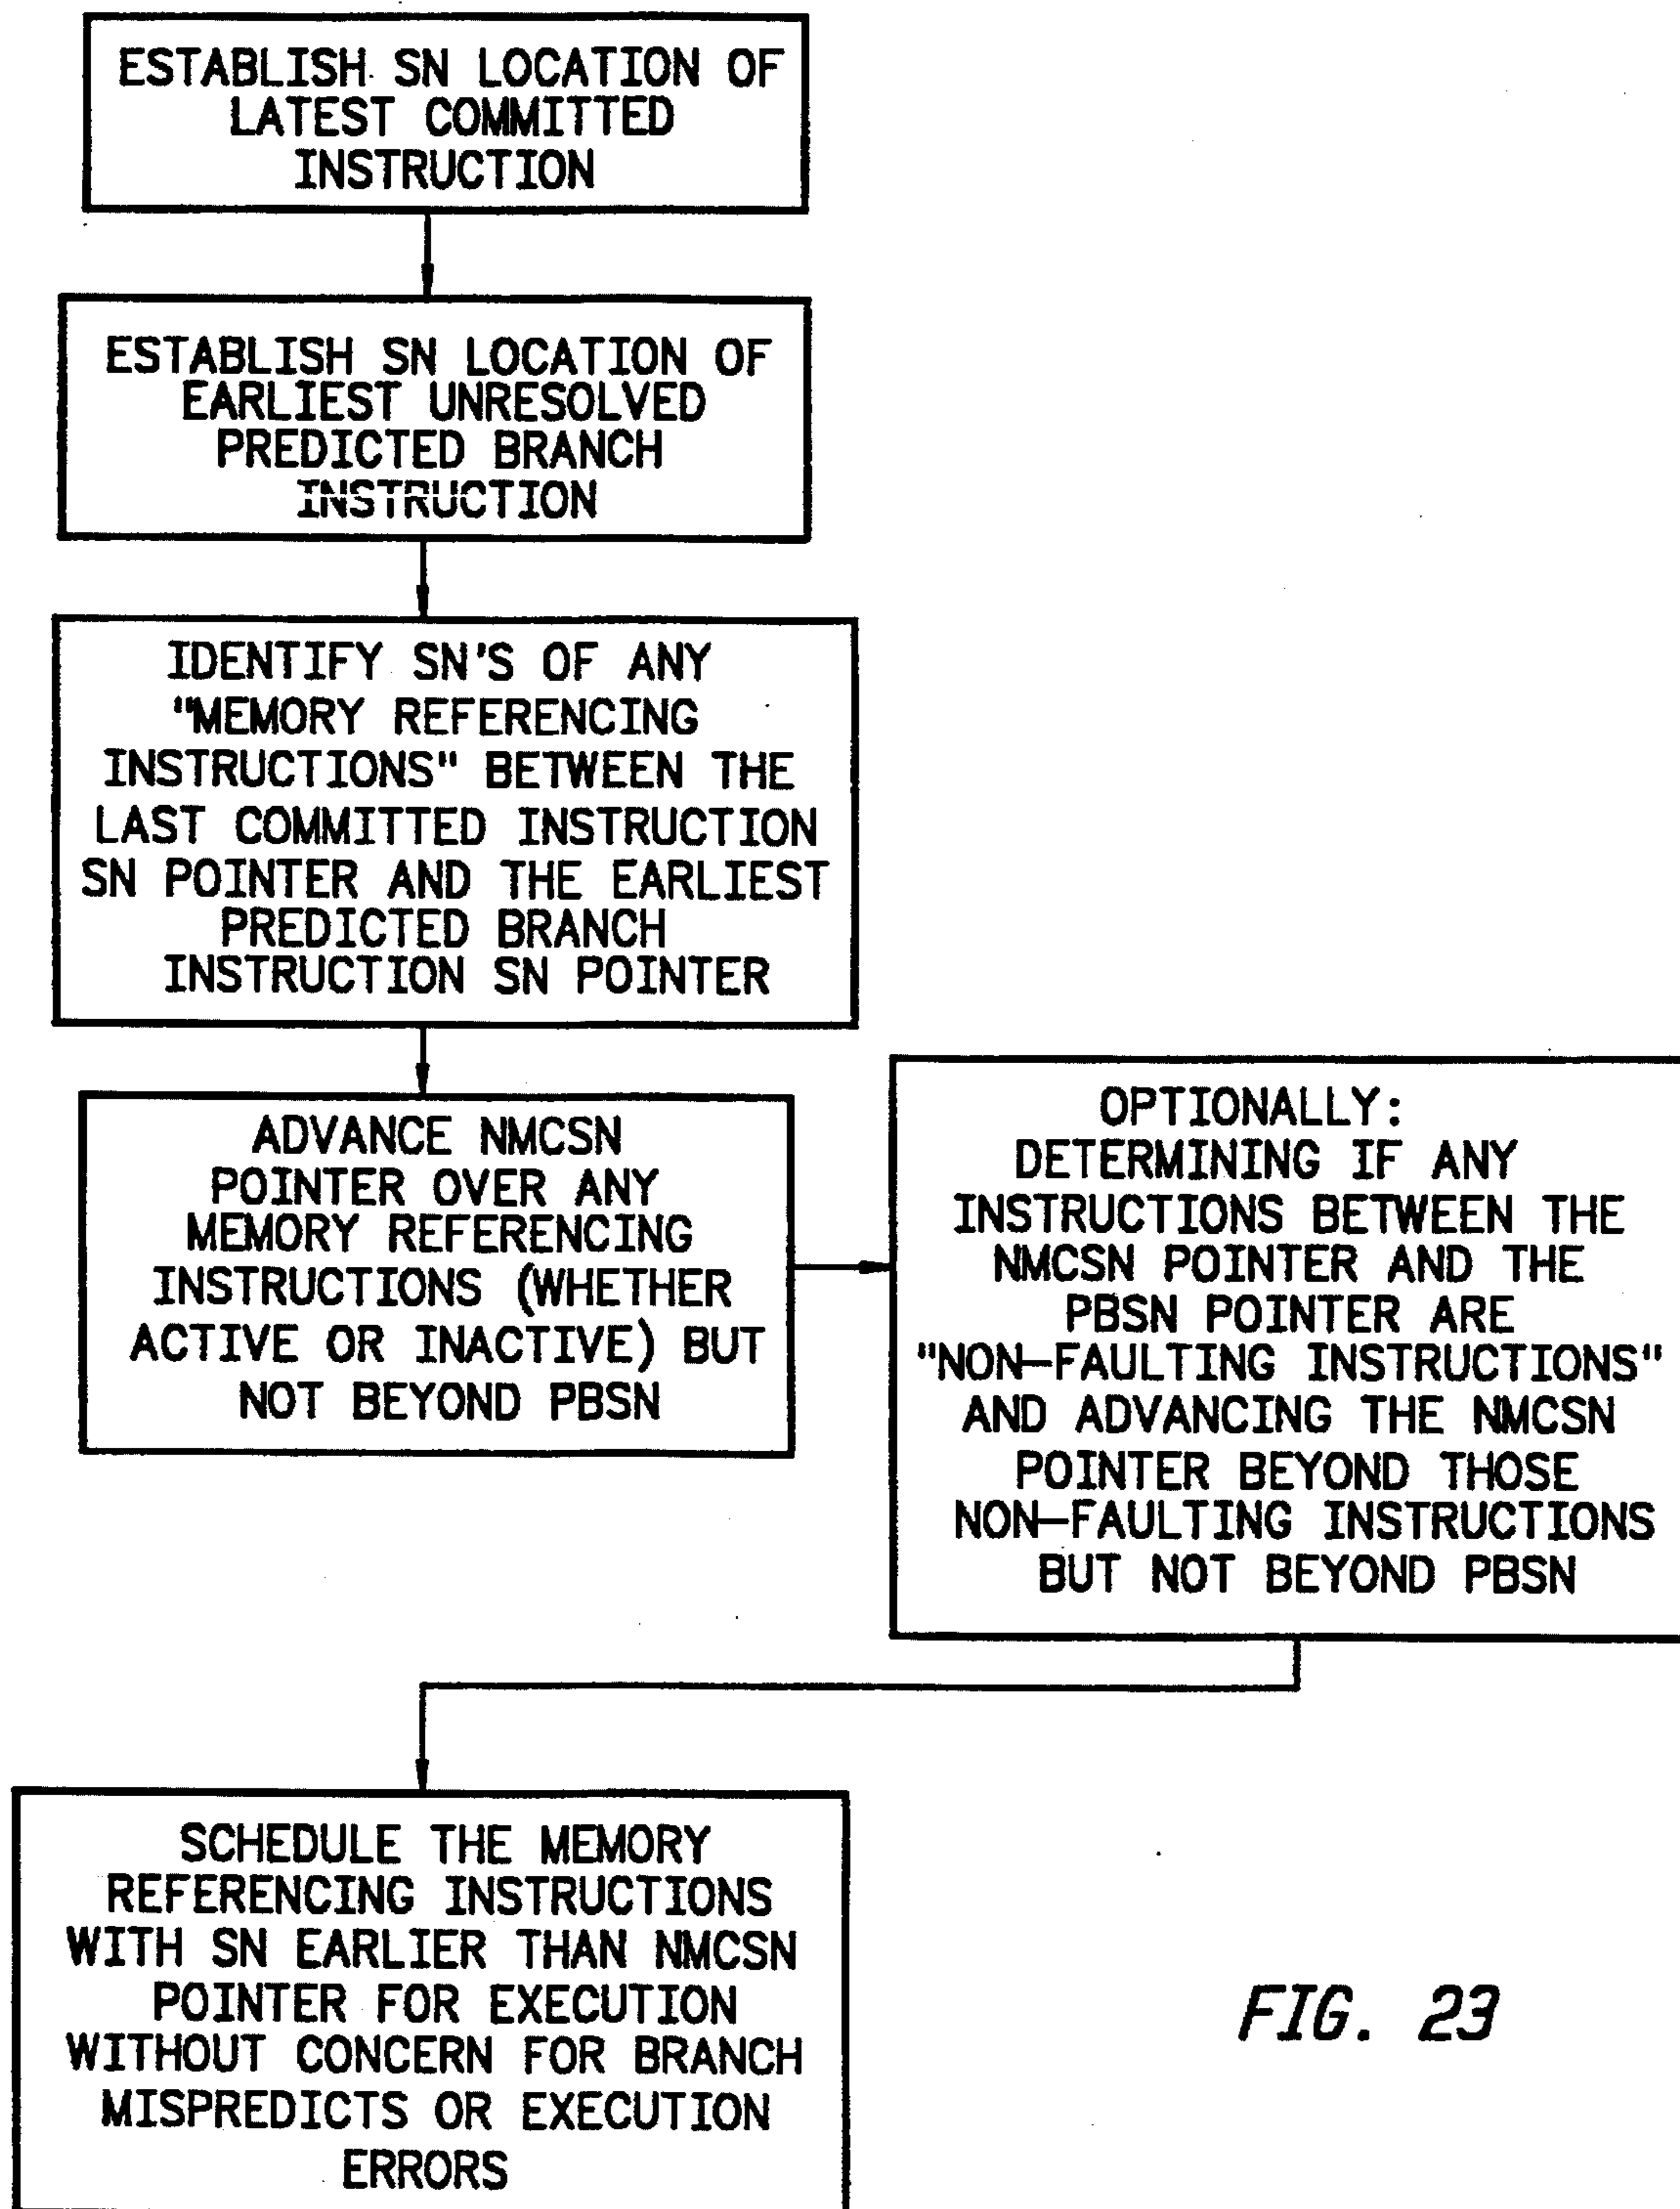 ESTABLISH SN LOCATION OF
LATEST COMMITTED
INSTRUCTION
ESTABLISH SN LOCATION OF
EARLIEST UNRESOLVED
PREDICTED BRANCH
INSTRUCTION
IDENTIFY SN'S OF ANY
"MEMORY REFERENCING
INSTRUCTIONS" BETWEEN THE
LAST COMMITTED INSTRUCTION
SN POINTER AND THE EARLIEST
PREDICTED BRANCH
INSTRUCTION SN POINTER
ADVANCE NMCSN
POINTER OVER ANY
MEMORY REFERENCING
INSTRUCTIONS (WHETHER
ACTIVE OR INACTIVE) BUT
NOT BEYOND PBSN
OPTIONALLY:
DETERMINING IF ANY
INSTRUCTIONS BETWEEN THE
NMCSN POINTER AND THE
PBSN POINTER ARE
"NON-FAULTING INSTRUCTIONS"
AND ADVANCING THE NMCSN
POINTER BEYOND THOSE
NON-FAULTING INSTRUCTIONS
BUT NOT BEYOND PBSN
SCHEDULE THE MEMORY
REFERENCING INSTRUCTIONS
WITH SN EARLIER THAN NMCSN
POINTER FOR EXECUTION
WITHOUT CONCERN FOR BRANCH
MISPREDICTS OR EXECUTION
ERRORS
FIG. 23